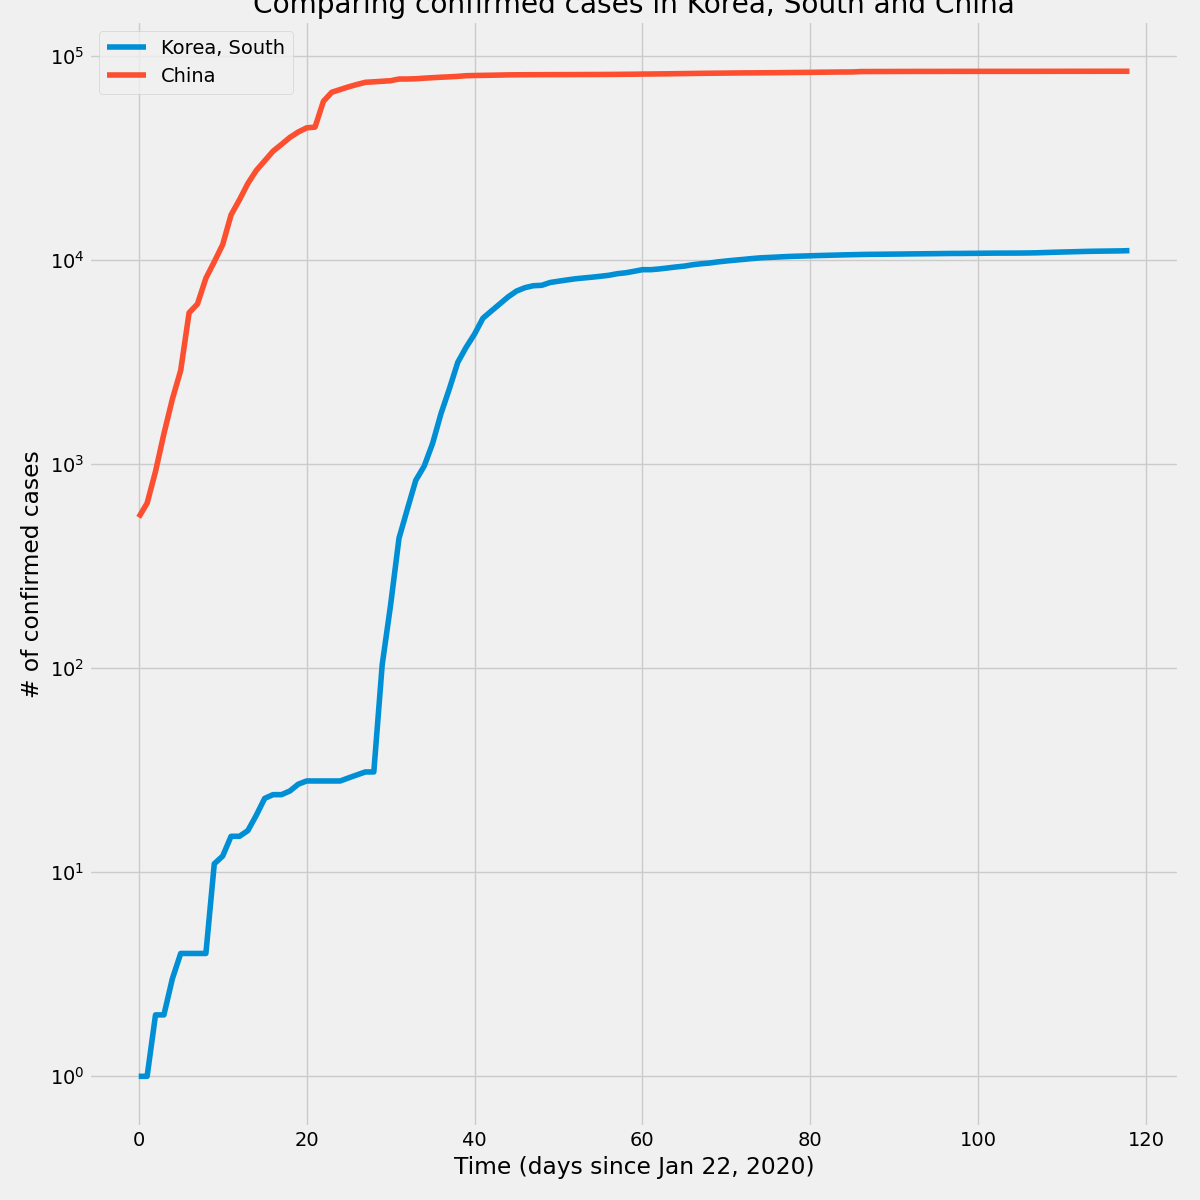 Comparing confirmed cases in Korea, South and China
Korea, South
China
# of confirmed cases
10⁵
10⁴
10³
10²
10¹
10⁰
0 20 40 60 80 100 120
Time (days since Jan 22, 2020)